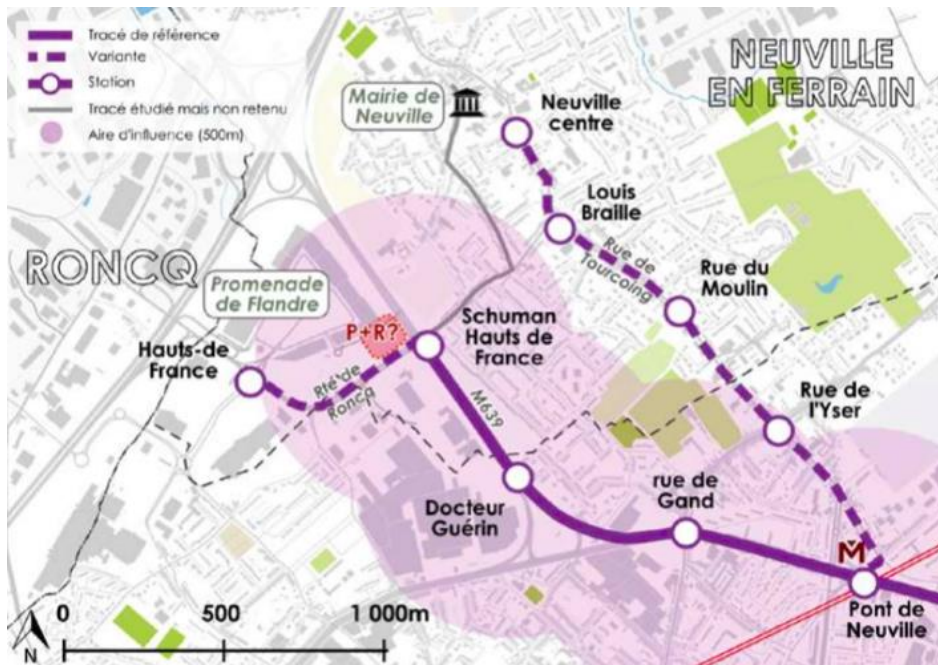 Tracé de référence
Variante
Station
Tracé étudié mais non retenu
Aire d'influence (500m)
NEUVILLE
EN FERRAIN
Mairie de
Neuville
Neuville
centre
Louis
Braille
Rue de
Tourcoing
Rue du
Moulin
RONCQ
Promenade
de Flandre
P+R?
Schuman
Hauts de
France
Hauts-de
France
Rte de
Roncq
M639
Rue de
l'Yser
Docteur
Guérin
rue de
Gand
M
Pont de
Neuville
0 500 1 000m
N